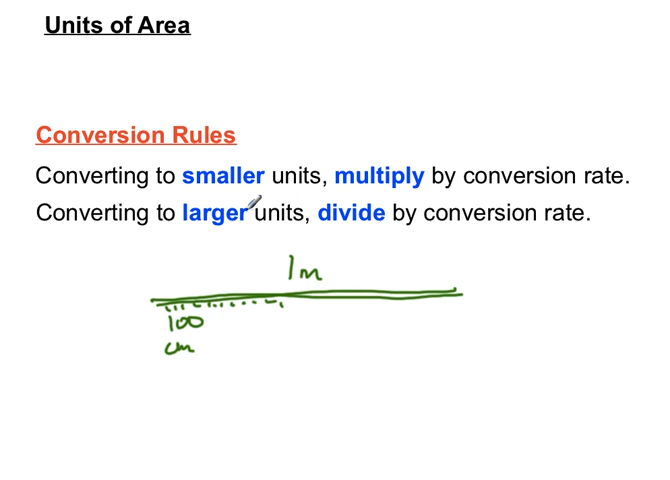 Units of Area
Conversion Rules
Converting to smaller units, multiply by conversion rate.
Converting to larger units, divide by conversion rate.
1m
100
cm